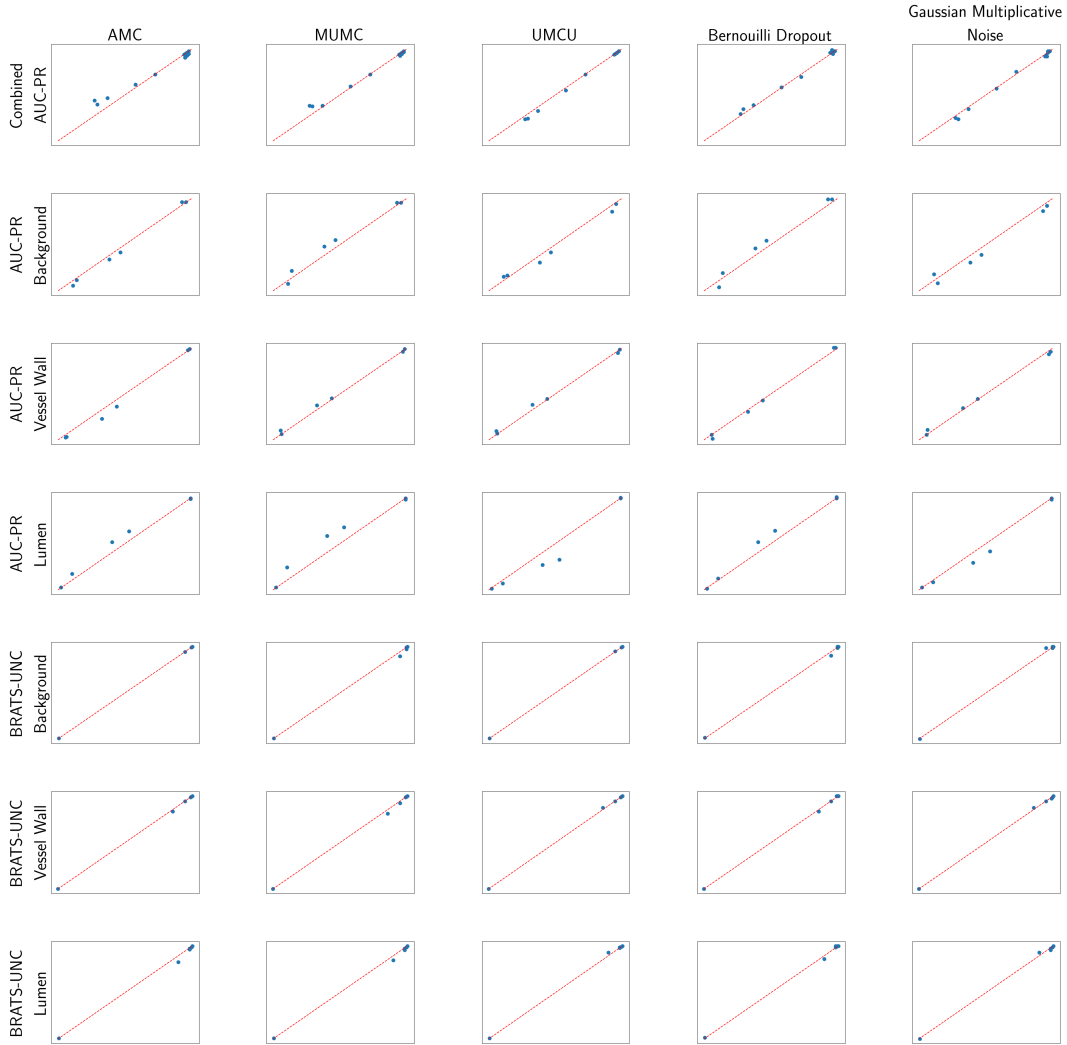 Gaussian Multiplicative
AMC
MUMC
UMCU
Bernouilli Dropout
Noise
Combined
AUC-PR
AUC-PR
Background
AUC-PR
Vessel Wall
AUC-PR
Lumen
BRATS-UNC
Background
BRATS-UNC
Vessel Wall
BRATS-UNC
Lumen